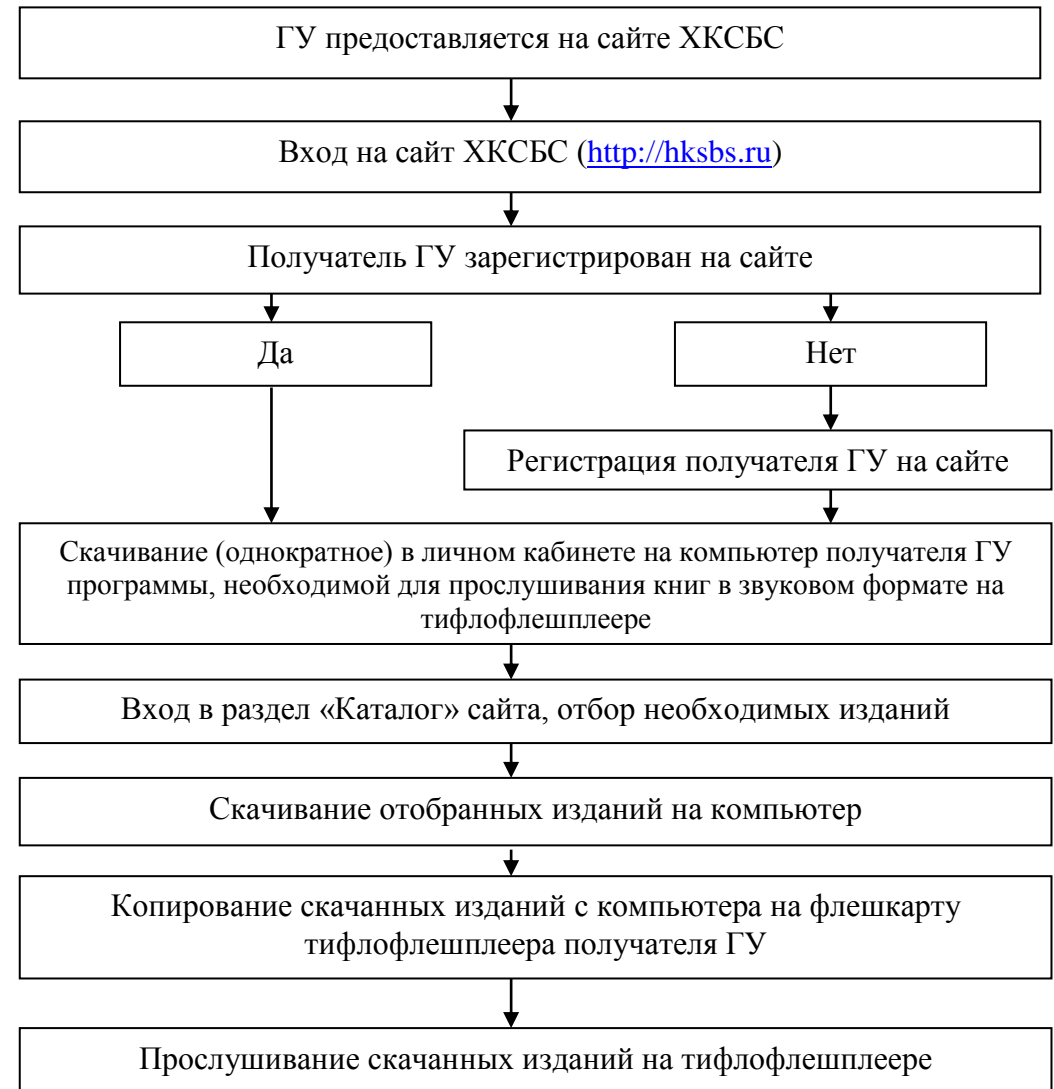 ГУ предоставляется на сайте ХКСБС
Вход на сайт ХКСБС (http://hksbs.ru)
Получатель ГУ зарегистрирован на сайте
Да
Нет
Регистрация получателя ГУ на сайте
Скачивание (однократное) в личном кабинете на компьютер получателя ГУ
программы, необходимой для прослушивания книг в звуковом формате на
тифлофлешплеере
Вход в раздел «Каталог» сайта, отбор необходимых изданий
Скачивание отобранных изданий на компьютер
Копирование скачанных изданий с компьютера на флешкарту
тифлофлешплеера получателя ГУ
Прослушивание скачанных изданий на тифлофлешплеере